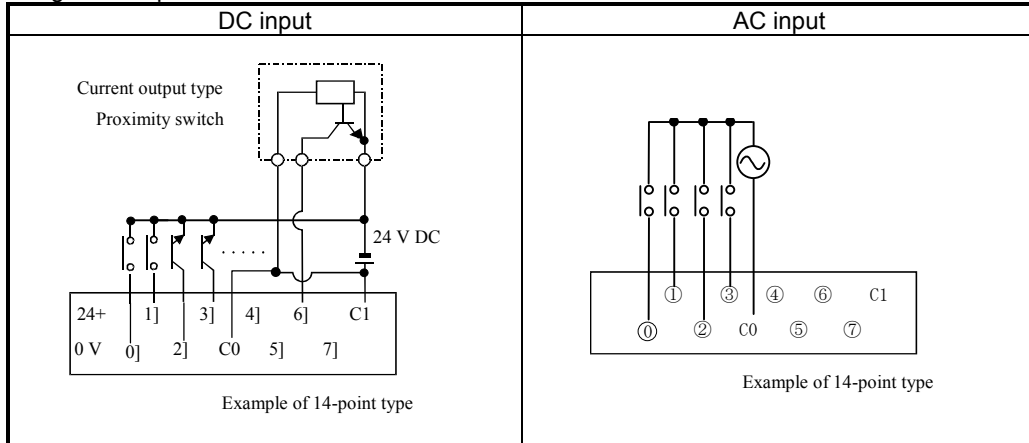 DC input
AC input
Current output type
Proximity switch
24 V DC
. . . . .
24+ 1] 3] 4] 6] C1
0 V 0] 2] C0 5] 7]
Example of 14-point type
① ③ ④ ⑥ C1
⓪ ② C0 ⑤ ⑦
Example of 14-point type